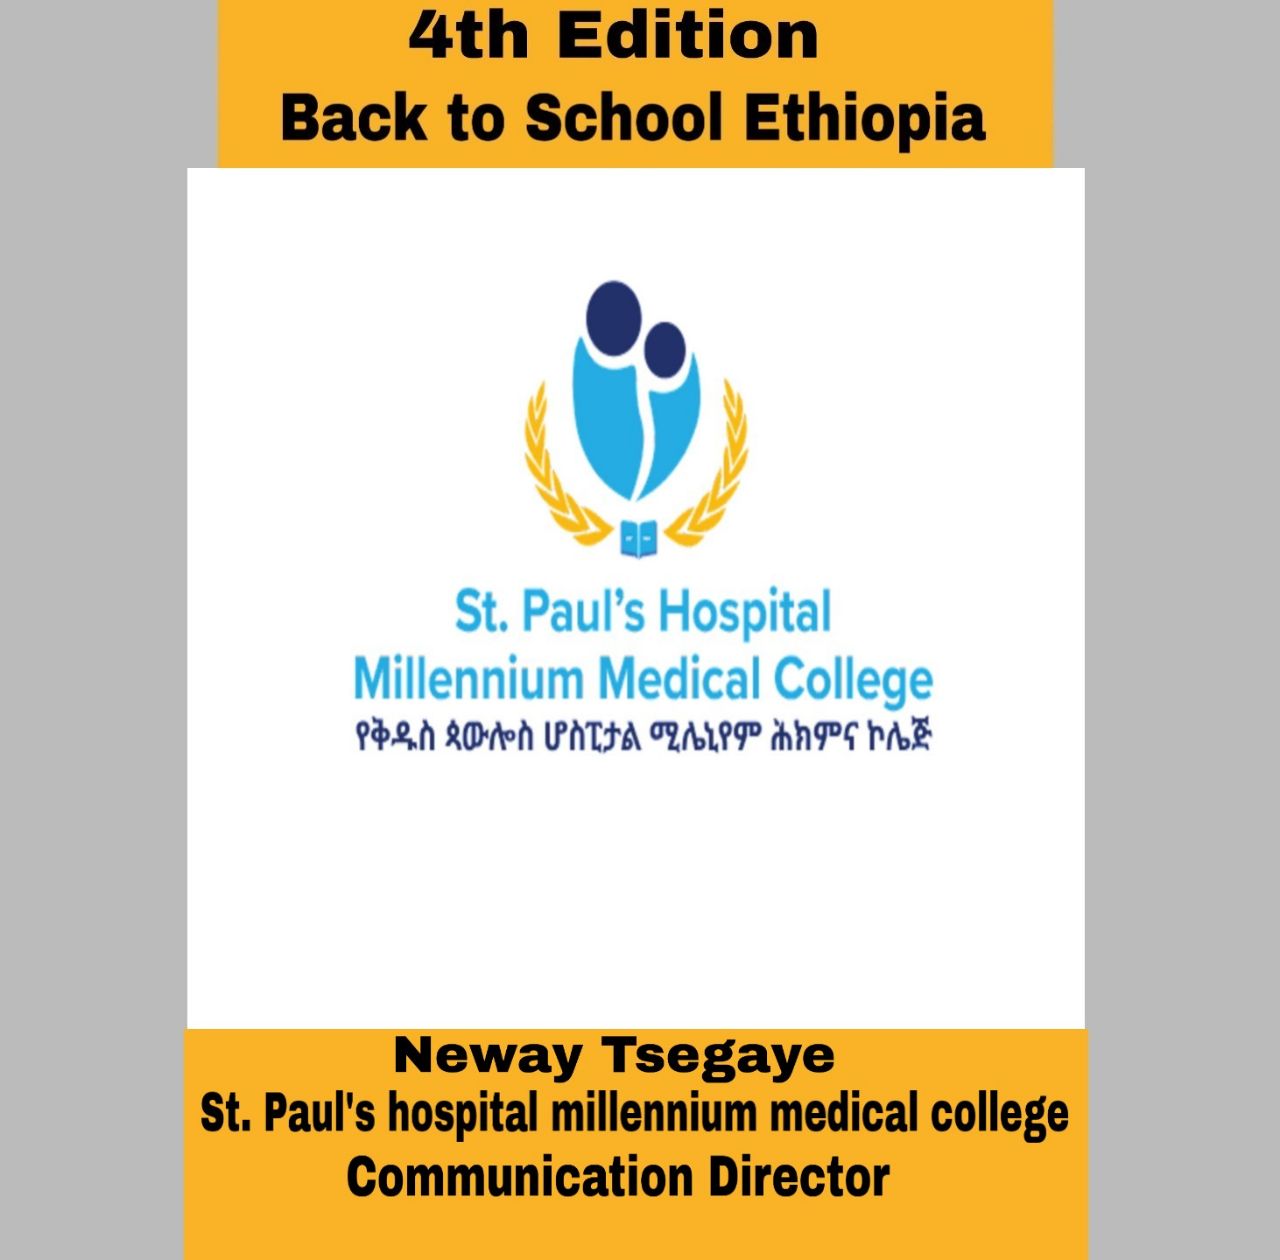 4th Edition
Back to School Ethiopia
St. Paul’s Hospital
Millennium Medical College
የቅዱስ ጳውሎስ ሆስፒታል ሚሌኒየም ሕክምና ኮሌጅ
Neway Tsegaye
St. Paul's hospital millennium medical college
Communication Director